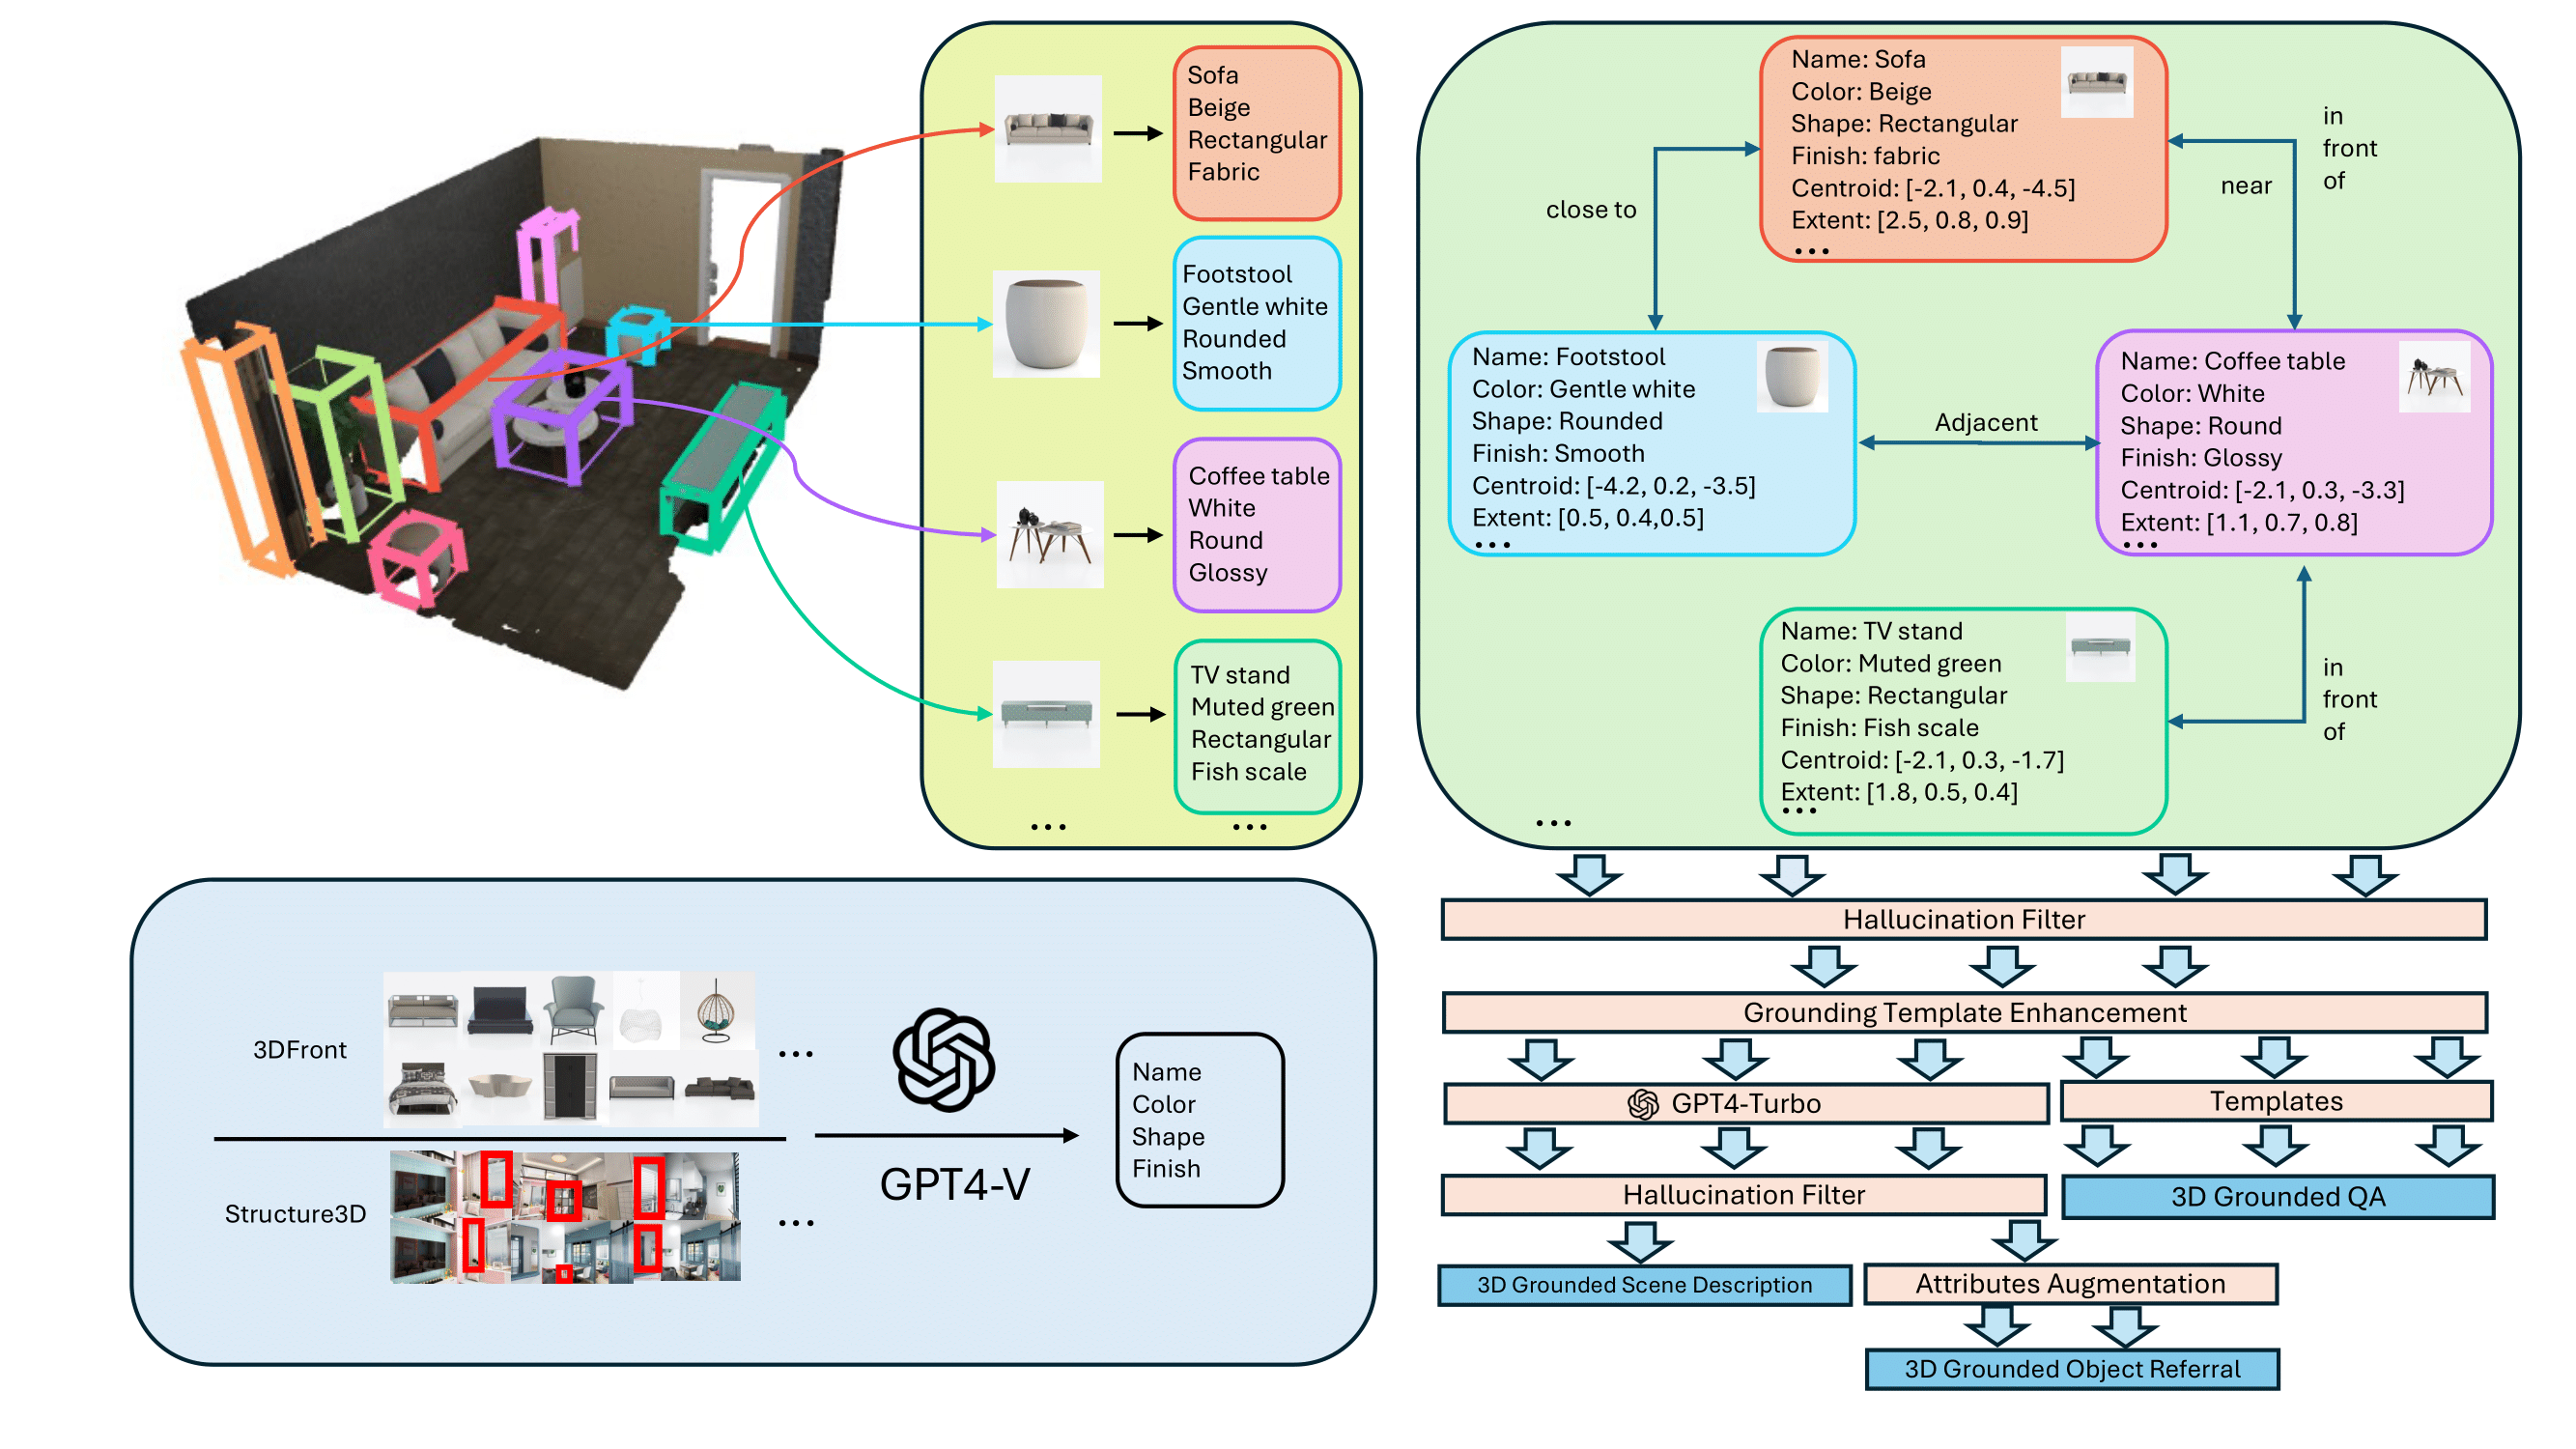 Sofa
Beige
Rectangular
Fabric
Footstool
Gentle white
Rounded
Smooth
Coffee table
White
Round
Glossy
TV stand
Muted green
Rectangular
Fish scale
...
...
Name: Sofa
Color: Beige
Shape: Rectangular
Finish: fabric
Centroid: [-2.1, 0.4, -4.5]
Extent: [2.5, 0.8, 0.9]
...
close to
near
in
front
of
Name: Footstool
Color: Gentle white
Shape: Rounded
Finish: Smooth
Centroid: [-4.2, 0.2, -3.5]
Extent: [0.5, 0.4,0.5]
...
Adjacent
Name: Coffee table
Color: White
Shape: Round
Finish: Glossy
Centroid: [-2.1, 0.3, -3.3]
Extent: [1.1, 0.7, 0.8]
...
Name: TV stand
Color: Muted green
Shape: Rectangular
Finish: Fish scale
Centroid: [-2.1, 0.3, -1.7]
Extent: [1.8, 0.5, 0.4]
...
in
front
of
...
3DFront
...
Structure3D
...
GPT4-V
Name
Color
Shape
Finish
Hallucination Filter
Grounding Template Enhancement
GPT4-Turbo
Templates
Hallucination Filter
3D Grounded QA
3D Grounded Scene Description
Attributes Augmentation
3D Grounded Object Referral